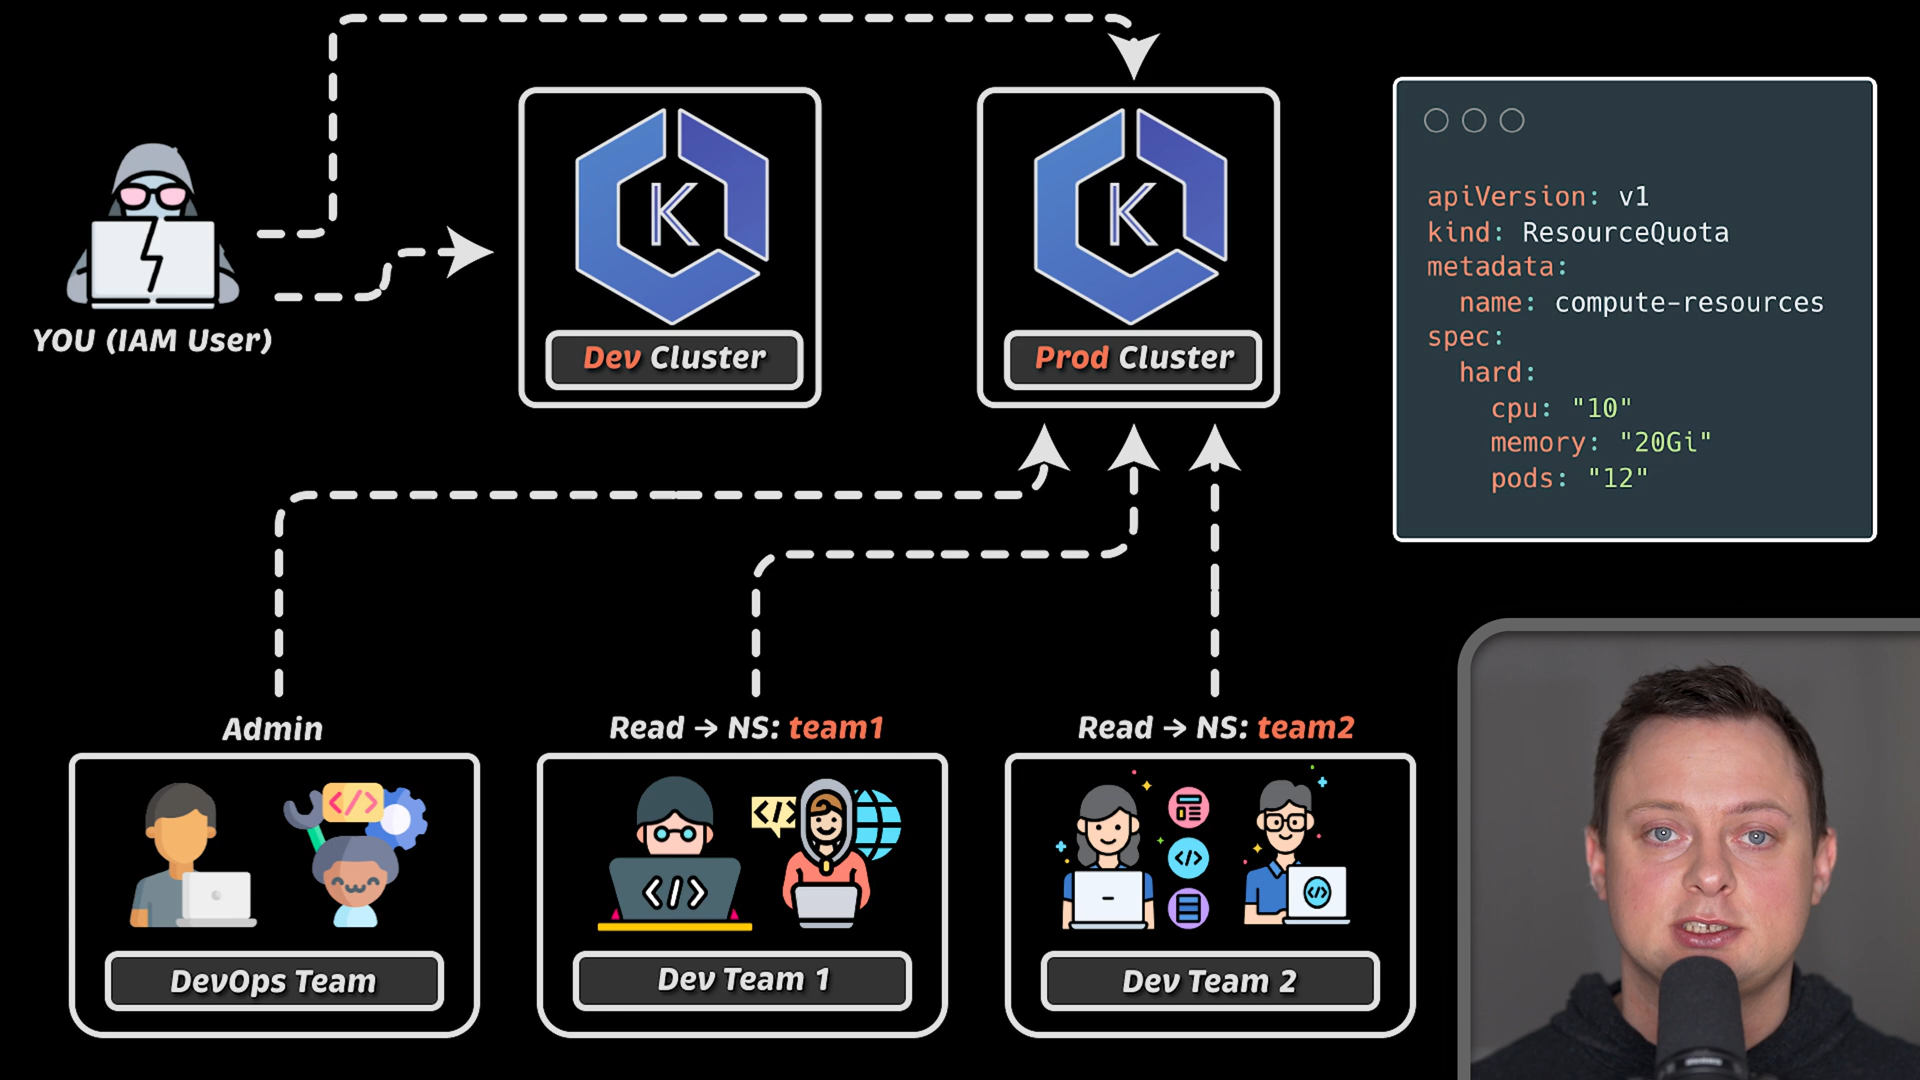 K
K
YOU (IAM User)
Dev Cluster
Prod Cluster
apiVersion: v1
kind: ResourceQuota
metadata:
  name: compute-resources
spec:
  hard:
    cpu: "10"
    memory: "20Gi"
    pods: "12"
Admin
Read → NS: team1
Read → NS: team2
</>
</>
</>
</>
</>
DevOps Team
Dev Team 1
Dev Team 2